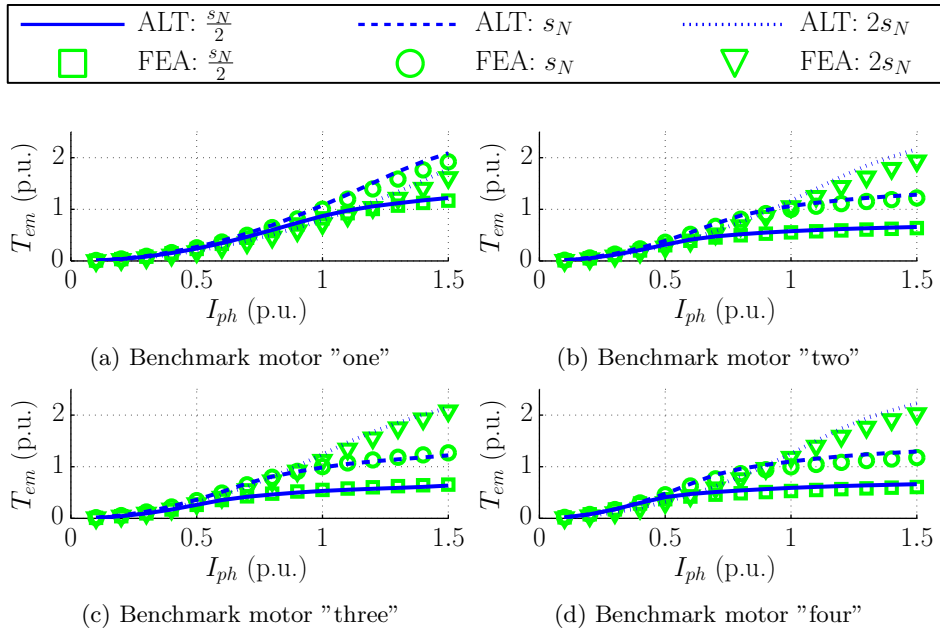 ALT: s_N/2 ALT: s_N ALT: 2s_N
FEA: s_N/2 FEA: s_N FEA: 2s_N
T_em (p.u.)
2
1
0
0 0.5 1 1.5
I_ph (p.u.)
(a) Benchmark motor "one"
T_em (p.u.)
2
1
0
0 0.5 1 1.5
I_ph (p.u.)
(b) Benchmark motor "two"
T_em (p.u.)
2
1
0
0 0.5 1 1.5
I_ph (p.u.)
(c) Benchmark motor "three"
T_em (p.u.)
2
1
0
0 0.5 1 1.5
I_ph (p.u.)
(d) Benchmark motor "four"